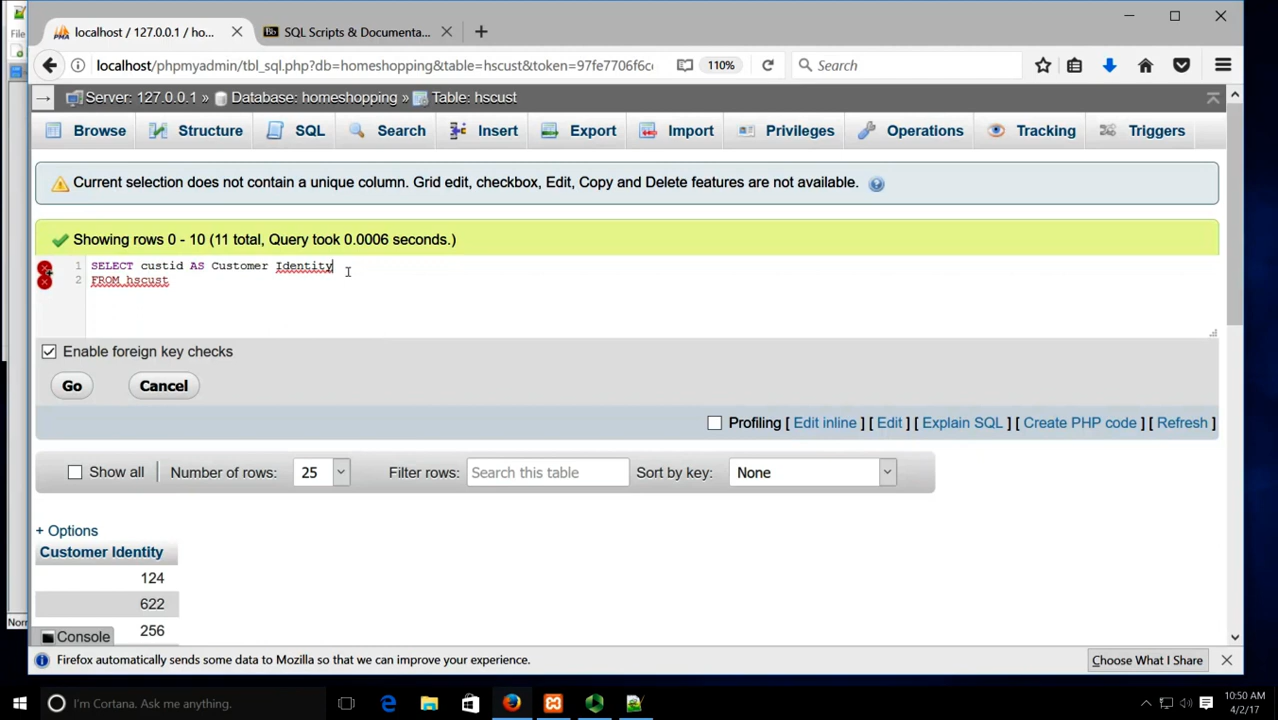 localhost / 127.0.0.1 / ho...
SQL Scripts & Documenta...
File
localhost/phpmyadmin/tbl_sql.php?db=homeshopping&table=hscust&token=97fe7706f6cc
110%
Search
Server: 127.0.0.1 » Database: homeshopping » Table: hscust
Browse Structure SQL Search Insert Export Import Privileges Operations Tracking Triggers
Current selection does not contain a unique column. Grid edit, checkbox, Edit, Copy and Delete features are not available.
Showing rows 0 - 10 (11 total, Query took 0.0006 seconds.)
1 SELECT custid AS Customer Identity
2 FROM hscust
Enable foreign key checks
Go Cancel
Profiling [ Edit inline ] [ Edit ] [ Explain SQL ] [ Create PHP code ] [ Refresh ]
Show all Number of rows: 25 Filter rows: Search this table Sort by key: None
+ Options
Customer Identity
124
622
256
Norr
Console
Firefox automatically sends some data to Mozilla so that we can improve your experience.
Choose What I Share
I'm Cortana. Ask me anything.
10:50 AM
4/2/17